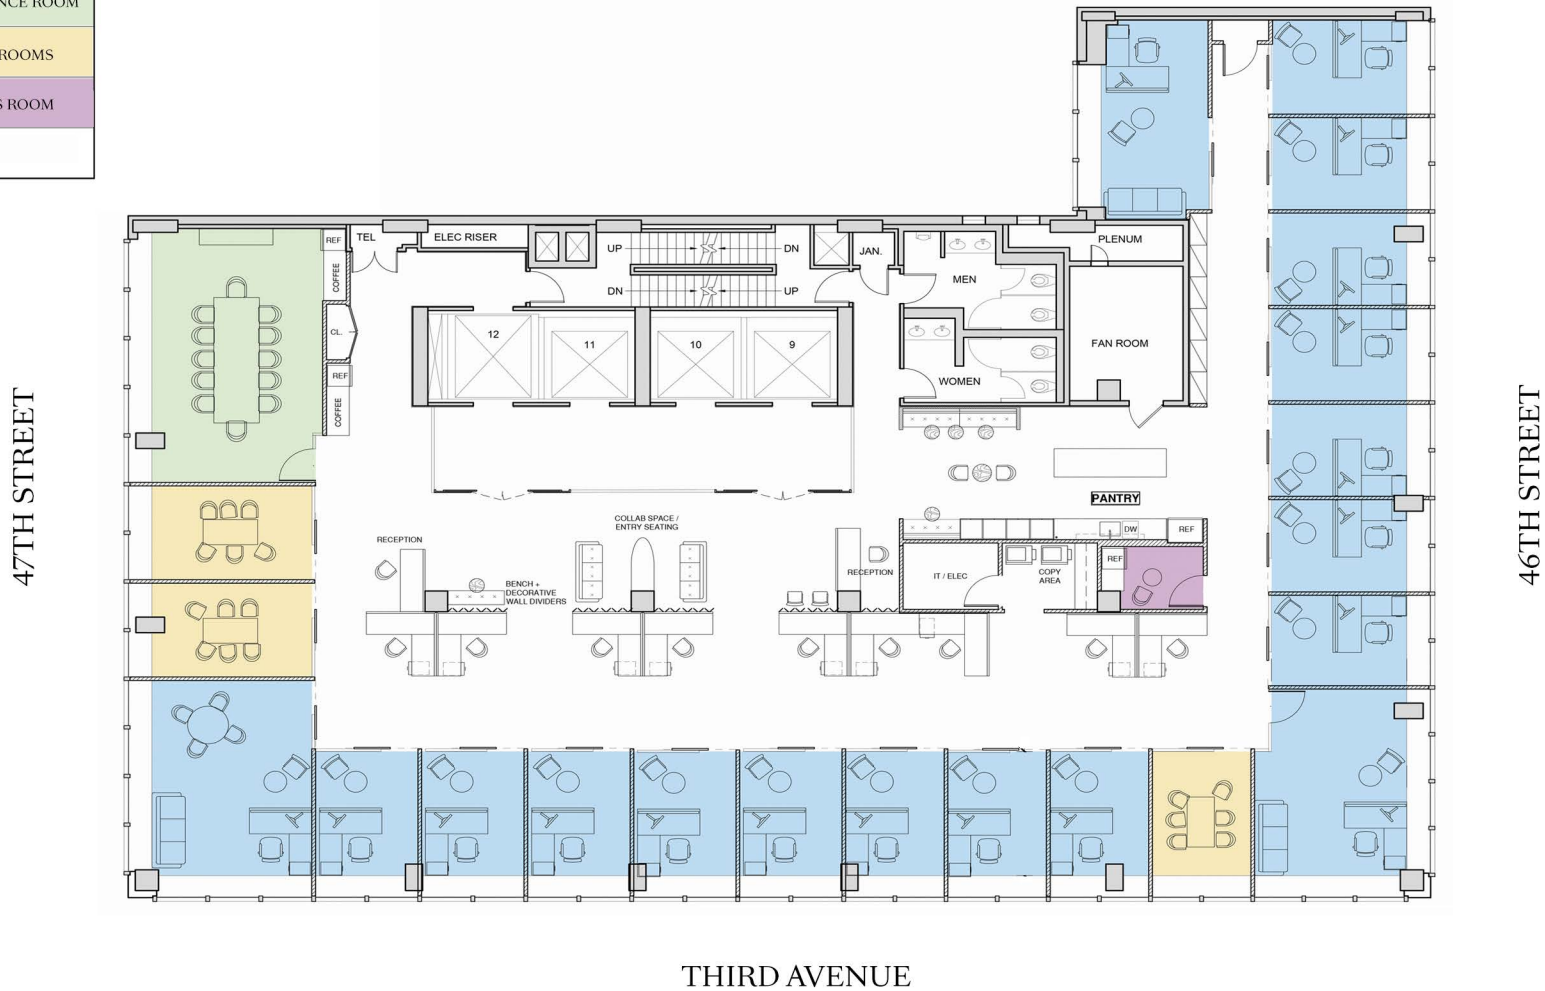 NCE ROOM
ROOMS
S ROOM
TEL
ELEC RISER
REF
COFFEE
CL.
REF
COFFEE
UP
DN
DN
UP
JAN.
MEN
WOMEN
PLENUM
FAN ROOM
12
11
10
9
PANTRY
DW
REF
COLLAB SPACE /
ENTRY SEATING
RECEPTION
BENCH +
DECORATIVE
WALL DIVIDERS
RECEPTION
IT / ELEC
COPY
AREA
REF
47TH STREET
46TH STREET
THIRD AVENUE